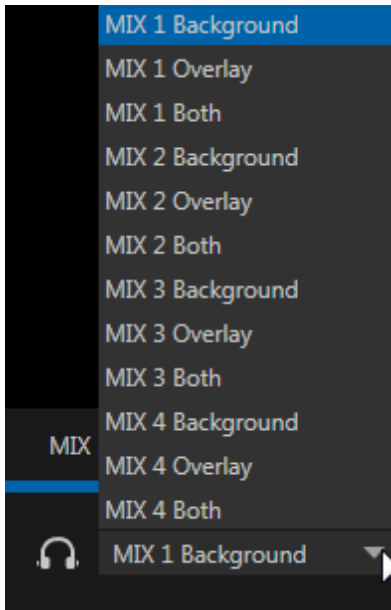 MIX 1 Background
MIX 1 Overlay
MIX 1 Both
MIX 2 Background
MIX 2 Overlay
MIX 2 Both
MIX 3 Background
MIX 3 Overlay
MIX 3 Both
MIX 4 Background
MIX
MIX 4 Overlay
MIX 4 Both
MIX 1 Background